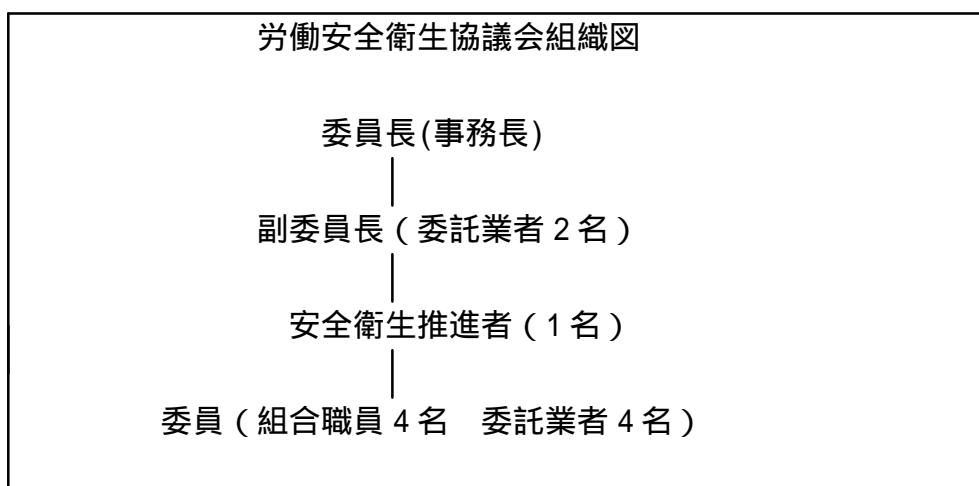 労働安全衛生協議会組織図
委員長(事務長)
副委員長（委託業者２名）
安全衛生推進者（１名）
委員（組合職員４名　委託業者４名）